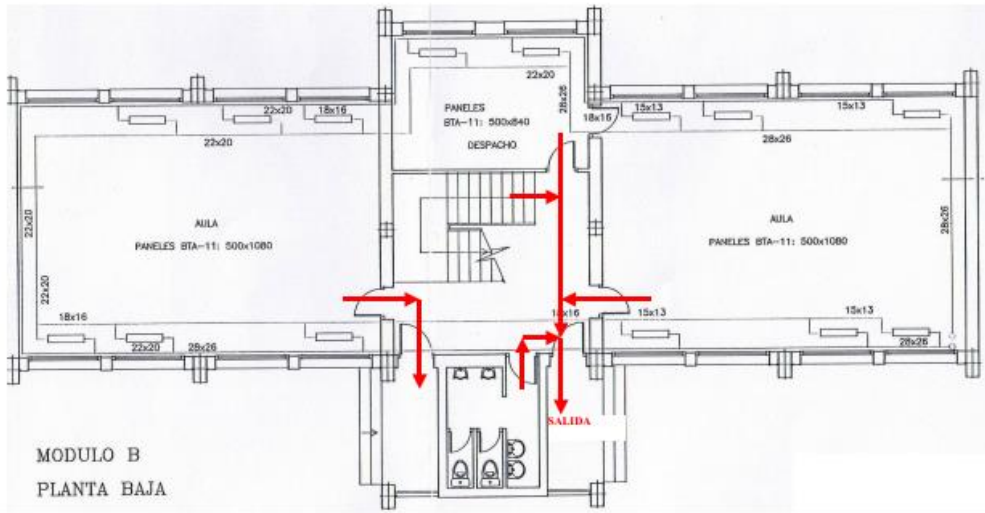 22x20
PANELES
BTA-11: 500x840
DESPACHO
28x26
22x20
18x16
22x20
18x16
15x13
15x13
28x26
AULA
PANELES BTA-11: 500x1080
22x20
22x20
AULA
PANELES BTA-11: 500x1080
28x26
18x16
22x20
28x26
18x16
15x13
15x13
28x26
SALIDA
MODULO B
PLANTA BAJA